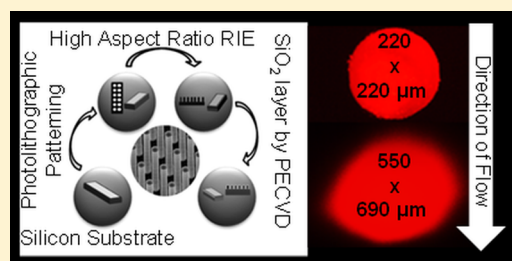 High Aspect Ratio RIE
Photolithographic
Patterning
SiO₂ layer by PECVD
Silicon Substrate
220
x
220 µm
550
x
690 µm
Direction of Flow